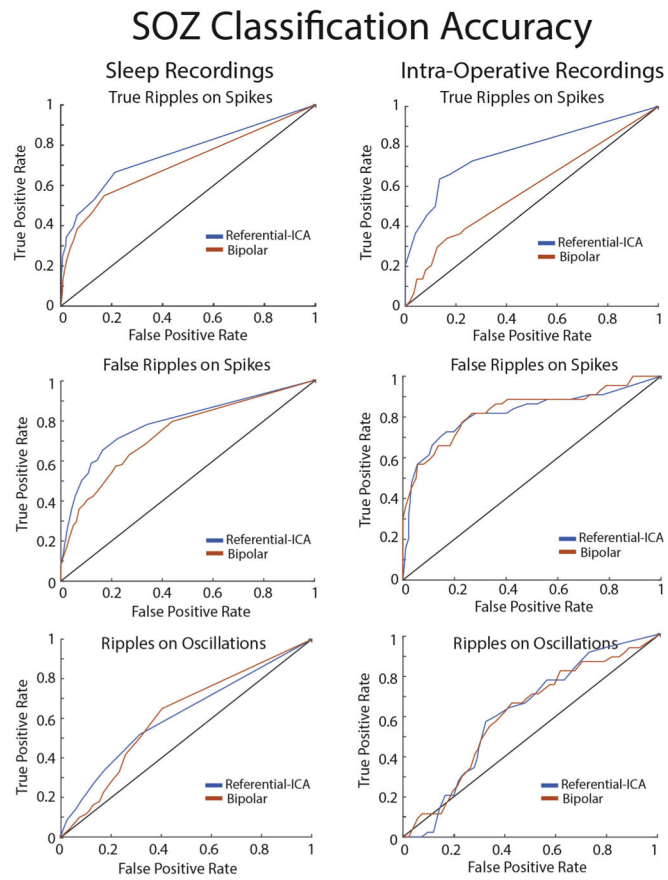 SOZ Classification Accuracy
Sleep Recordings
Intra-Operative Recordings
True Ripples on Spikes
True Positive Rate
1
0.8
0.6
0.4
0.2
0
Referential-ICA
Bipolar
0 0.2 0.4 0.6 0.8 1
False Positive Rate
True Ripples on Spikes
True Positive Rate
1
0.8
0.6
0.4
0.2
0
Referential-ICA
Bipolar
0 0.2 0.4 0.6 0.8 1
False Positive Rate
False Ripples on Spikes
True Positive Rate
1
0.8
0.6
0.4
0.2
0
Referential-ICA
Bipolar
0 0.2 0.4 0.6 0.8 1
False Positive Rate
False Ripples on Spikes
True Positive Rate
1
0.8
0.6
0.4
0.2
0
Referential-ICA
Bipolar
0 0.2 0.4 0.6 0.8 1
False Positive Rate
Ripples on Oscillations
True Positive Rate
1
0.8
0.6
0.4
0.2
0
Referential-ICA
Bipolar
0 0.2 0.4 0.6 0.8 1
False Positive Rate
Ripples on Oscillations
True Positive Rate
1
0.8
0.6
0.4
0.2
0
Referential-ICA
Bipolar
0 0.2 0.4 0.6 0.8 1
False Positive Rate